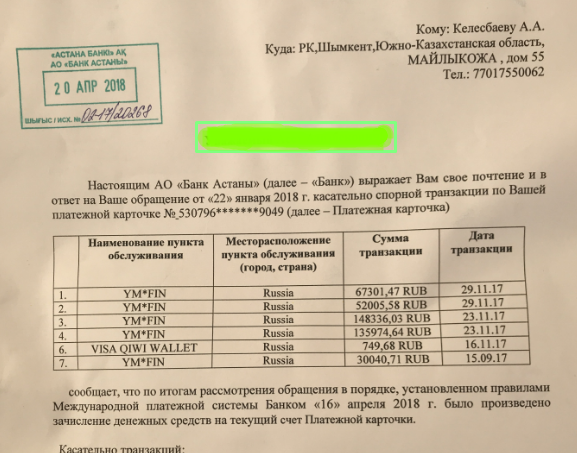 Кому: Келесбаеву А.А.
Куда: РК,Шымкент,Южно-Казахстанская область,
МАЙЛЫКОЖА , дом 55
Тел.: 77017550062
«АСТАНА БАНКІ» АҚ
АО «БАНК АСТАНЫ»
20 АПР 2018
ШЫҒЫС / ИСХ. № 02-17/20268
Настоящим АО «Банк Астаны» (далее – «Банк») выражает Вам свое почтение и в
ответ на Ваше обращение от «22» января 2018 г. касательно спорной транзакции по Вашей
платежной карточке № 530796*******9049 (далее – Платежная карточка)
Наименование пункта обслуживания Месторасположение пункта обслуживания (город, страна) Сумма транзакции Дата транзакции
1. YM*FIN Russia 67301,47 RUB 29.11.17
2. YM*FIN Russia 52005,58 RUB 29.11.17
3. YM*FIN Russia 148336,03 RUB 23.11.17
4. YM*FIN Russia 135974,64 RUB 23.11.17
6. VISA QIWI WALLET Russia 749,68 RUB 16.11.17
7. YM*FIN Russia 30040,71 RUB 15.09.17
сообщает, что по итогам рассмотрения обращения в порядке, установленном правилами
Международной платежной системы Банком «16» апреля 2018 г. было произведено
зачисление денежных средств на текущий счет Платежной карточки.
Касательно транзакций: